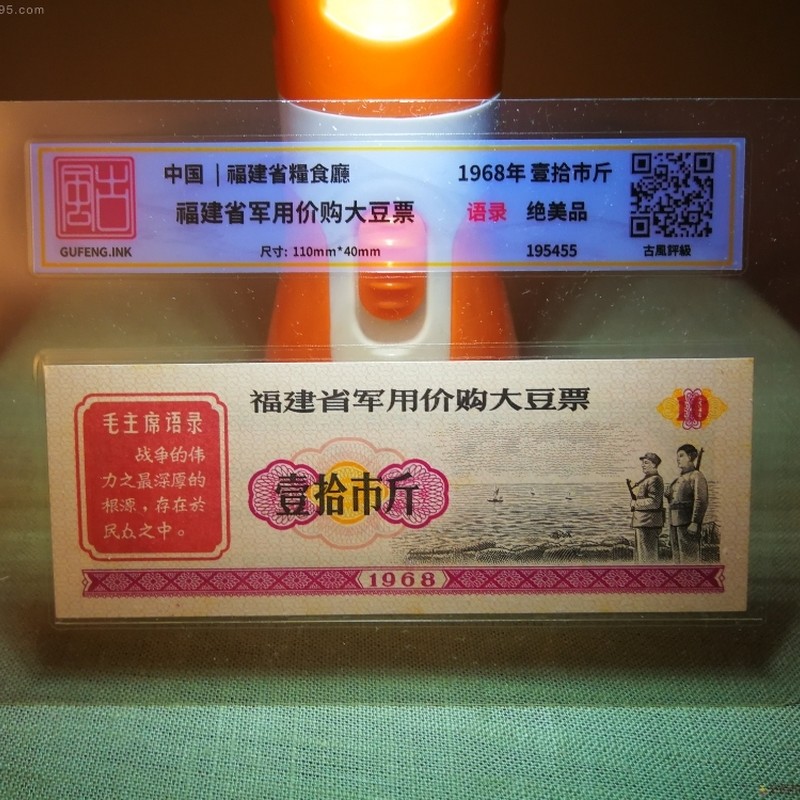 95.com
中国 | 福建省糧食廳
1968年 壹拾市斤
福建省军用价购大豆票
语录 绝美品
GUFENG.INK
尺寸: 110mm*40mm
195455
古風評級
福建省军用价购大豆票
10
毛主席语录
战争的伟
力之最深厚的
根源，存在於
民众之中。
壹拾市斤
1968